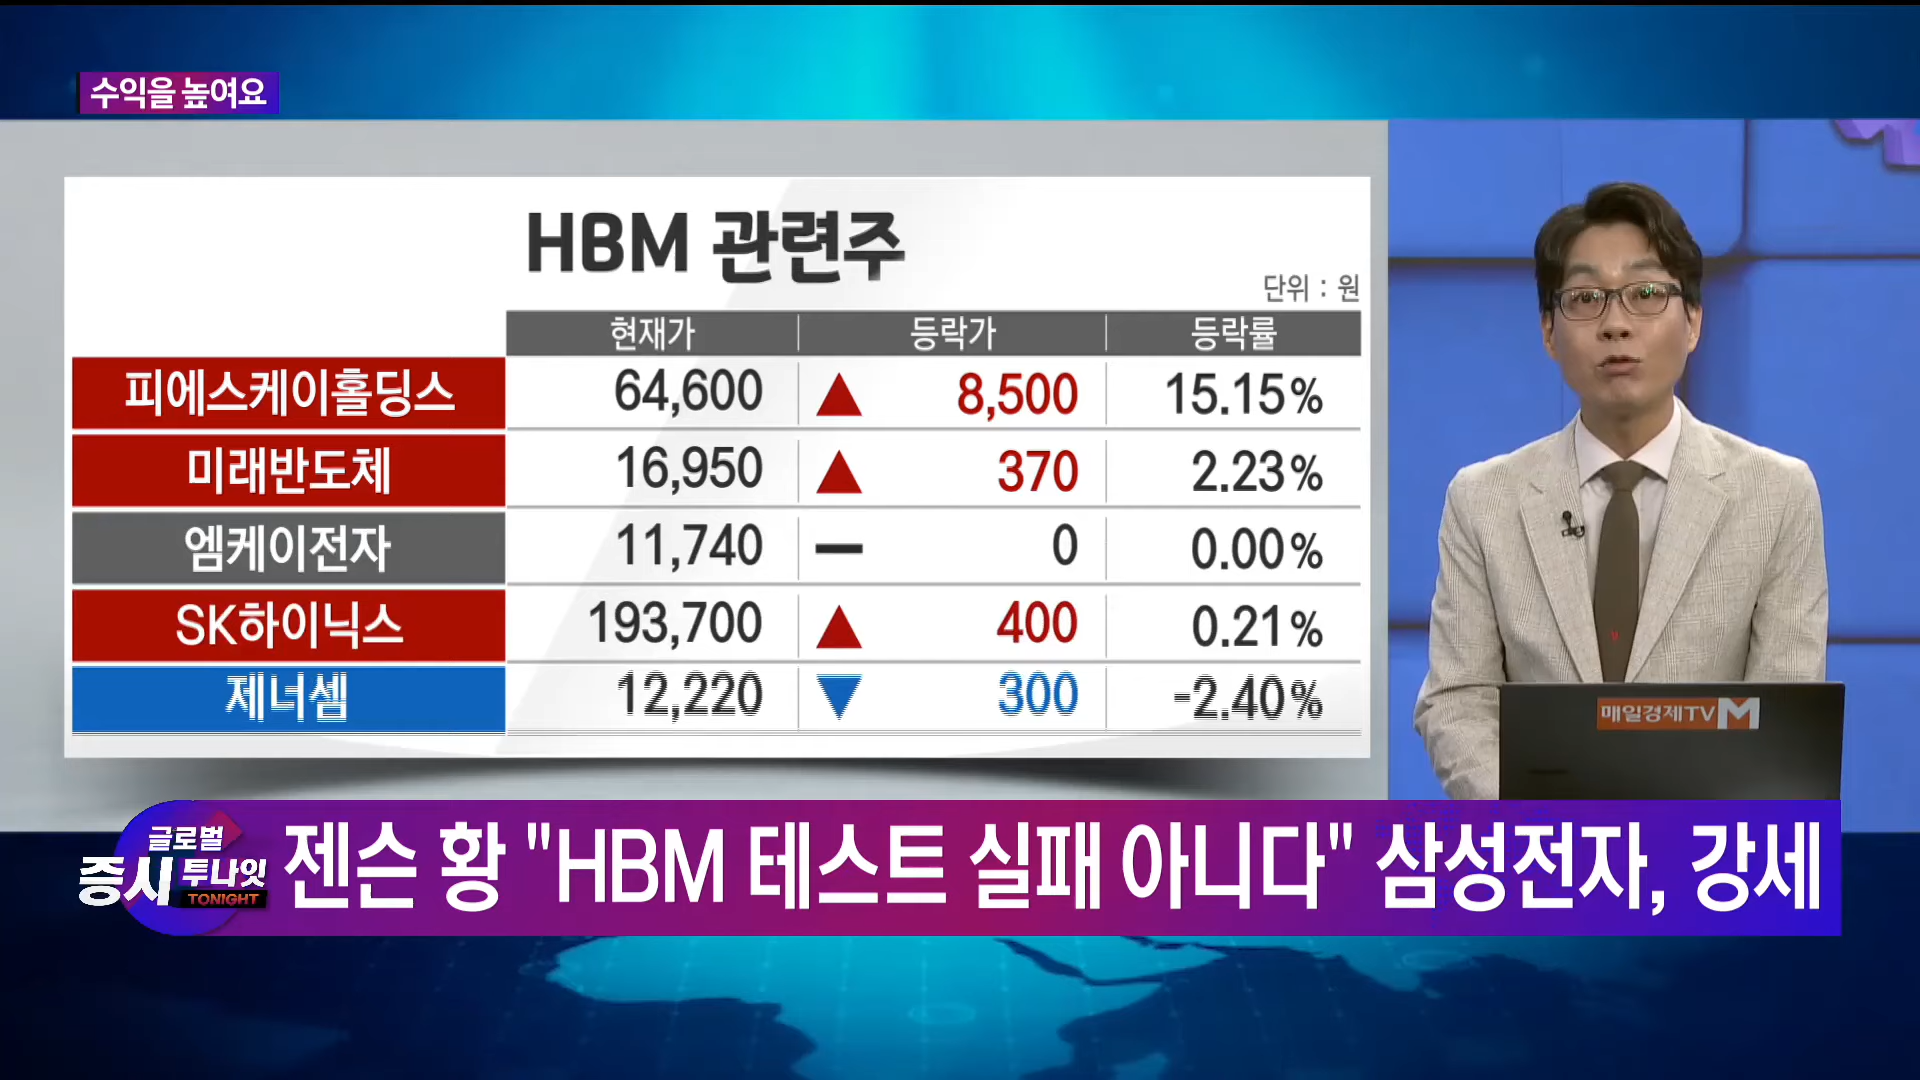 수익을 높여요
HBM 관련주
단위 : 원
현재가 등락가 등락률
피에스케이홀딩스 64,600 ▲ 8,500 15.15%
미래반도체 16,950 ▲ 370 2.23%
엠케이전자 11,740 — 0 0.00%
SK하이닉스 193,700 ▲ 400 0.21%
제너셈 12,220 ▼ 300 -2.40%
매일경제TV M
글로벌
증시 투나잇
TONIGHT
젠슨 황 "HBM 테스트 실패 아니다" 삼성전자, 강세